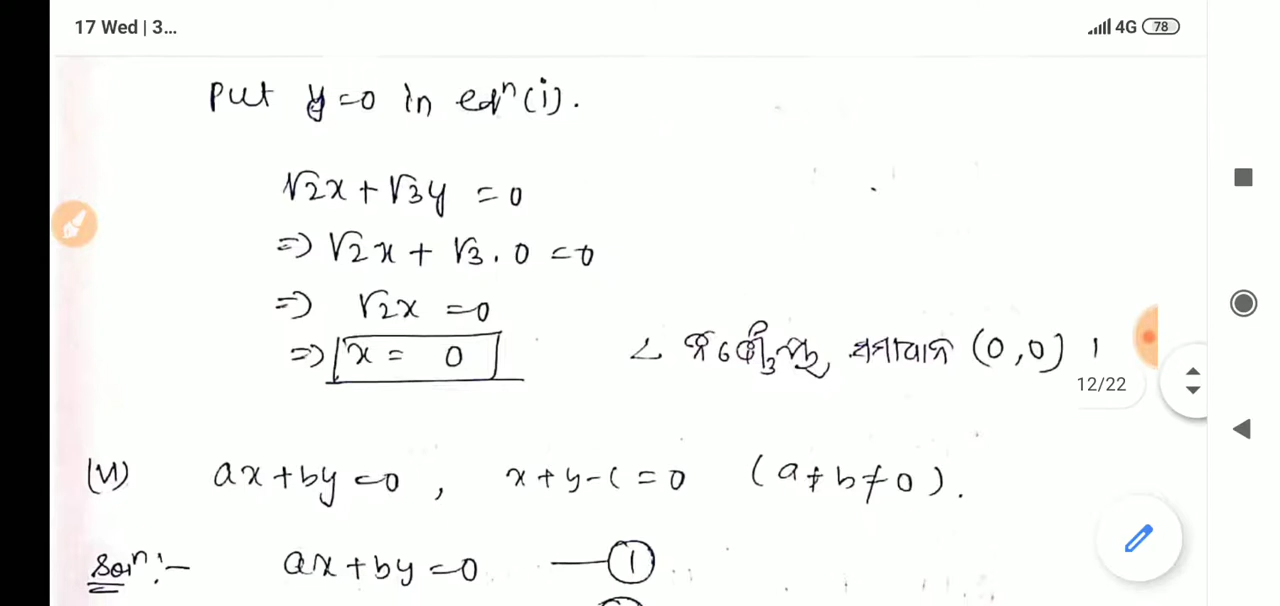 17 Wed | 3...
4G 78
Put y=0 in eqⁿ(i).
√2x + √3y = 0
⇒ √2x + √3 . 0 = 0
⇒ √2x = 0
⇒ x = 0
ସମାଧାନ (0,0) ।
12/22
(vi) ax+by=0 , x+y-c=0 (a≠b≠0).
Solⁿ:- ax+by=0 —①